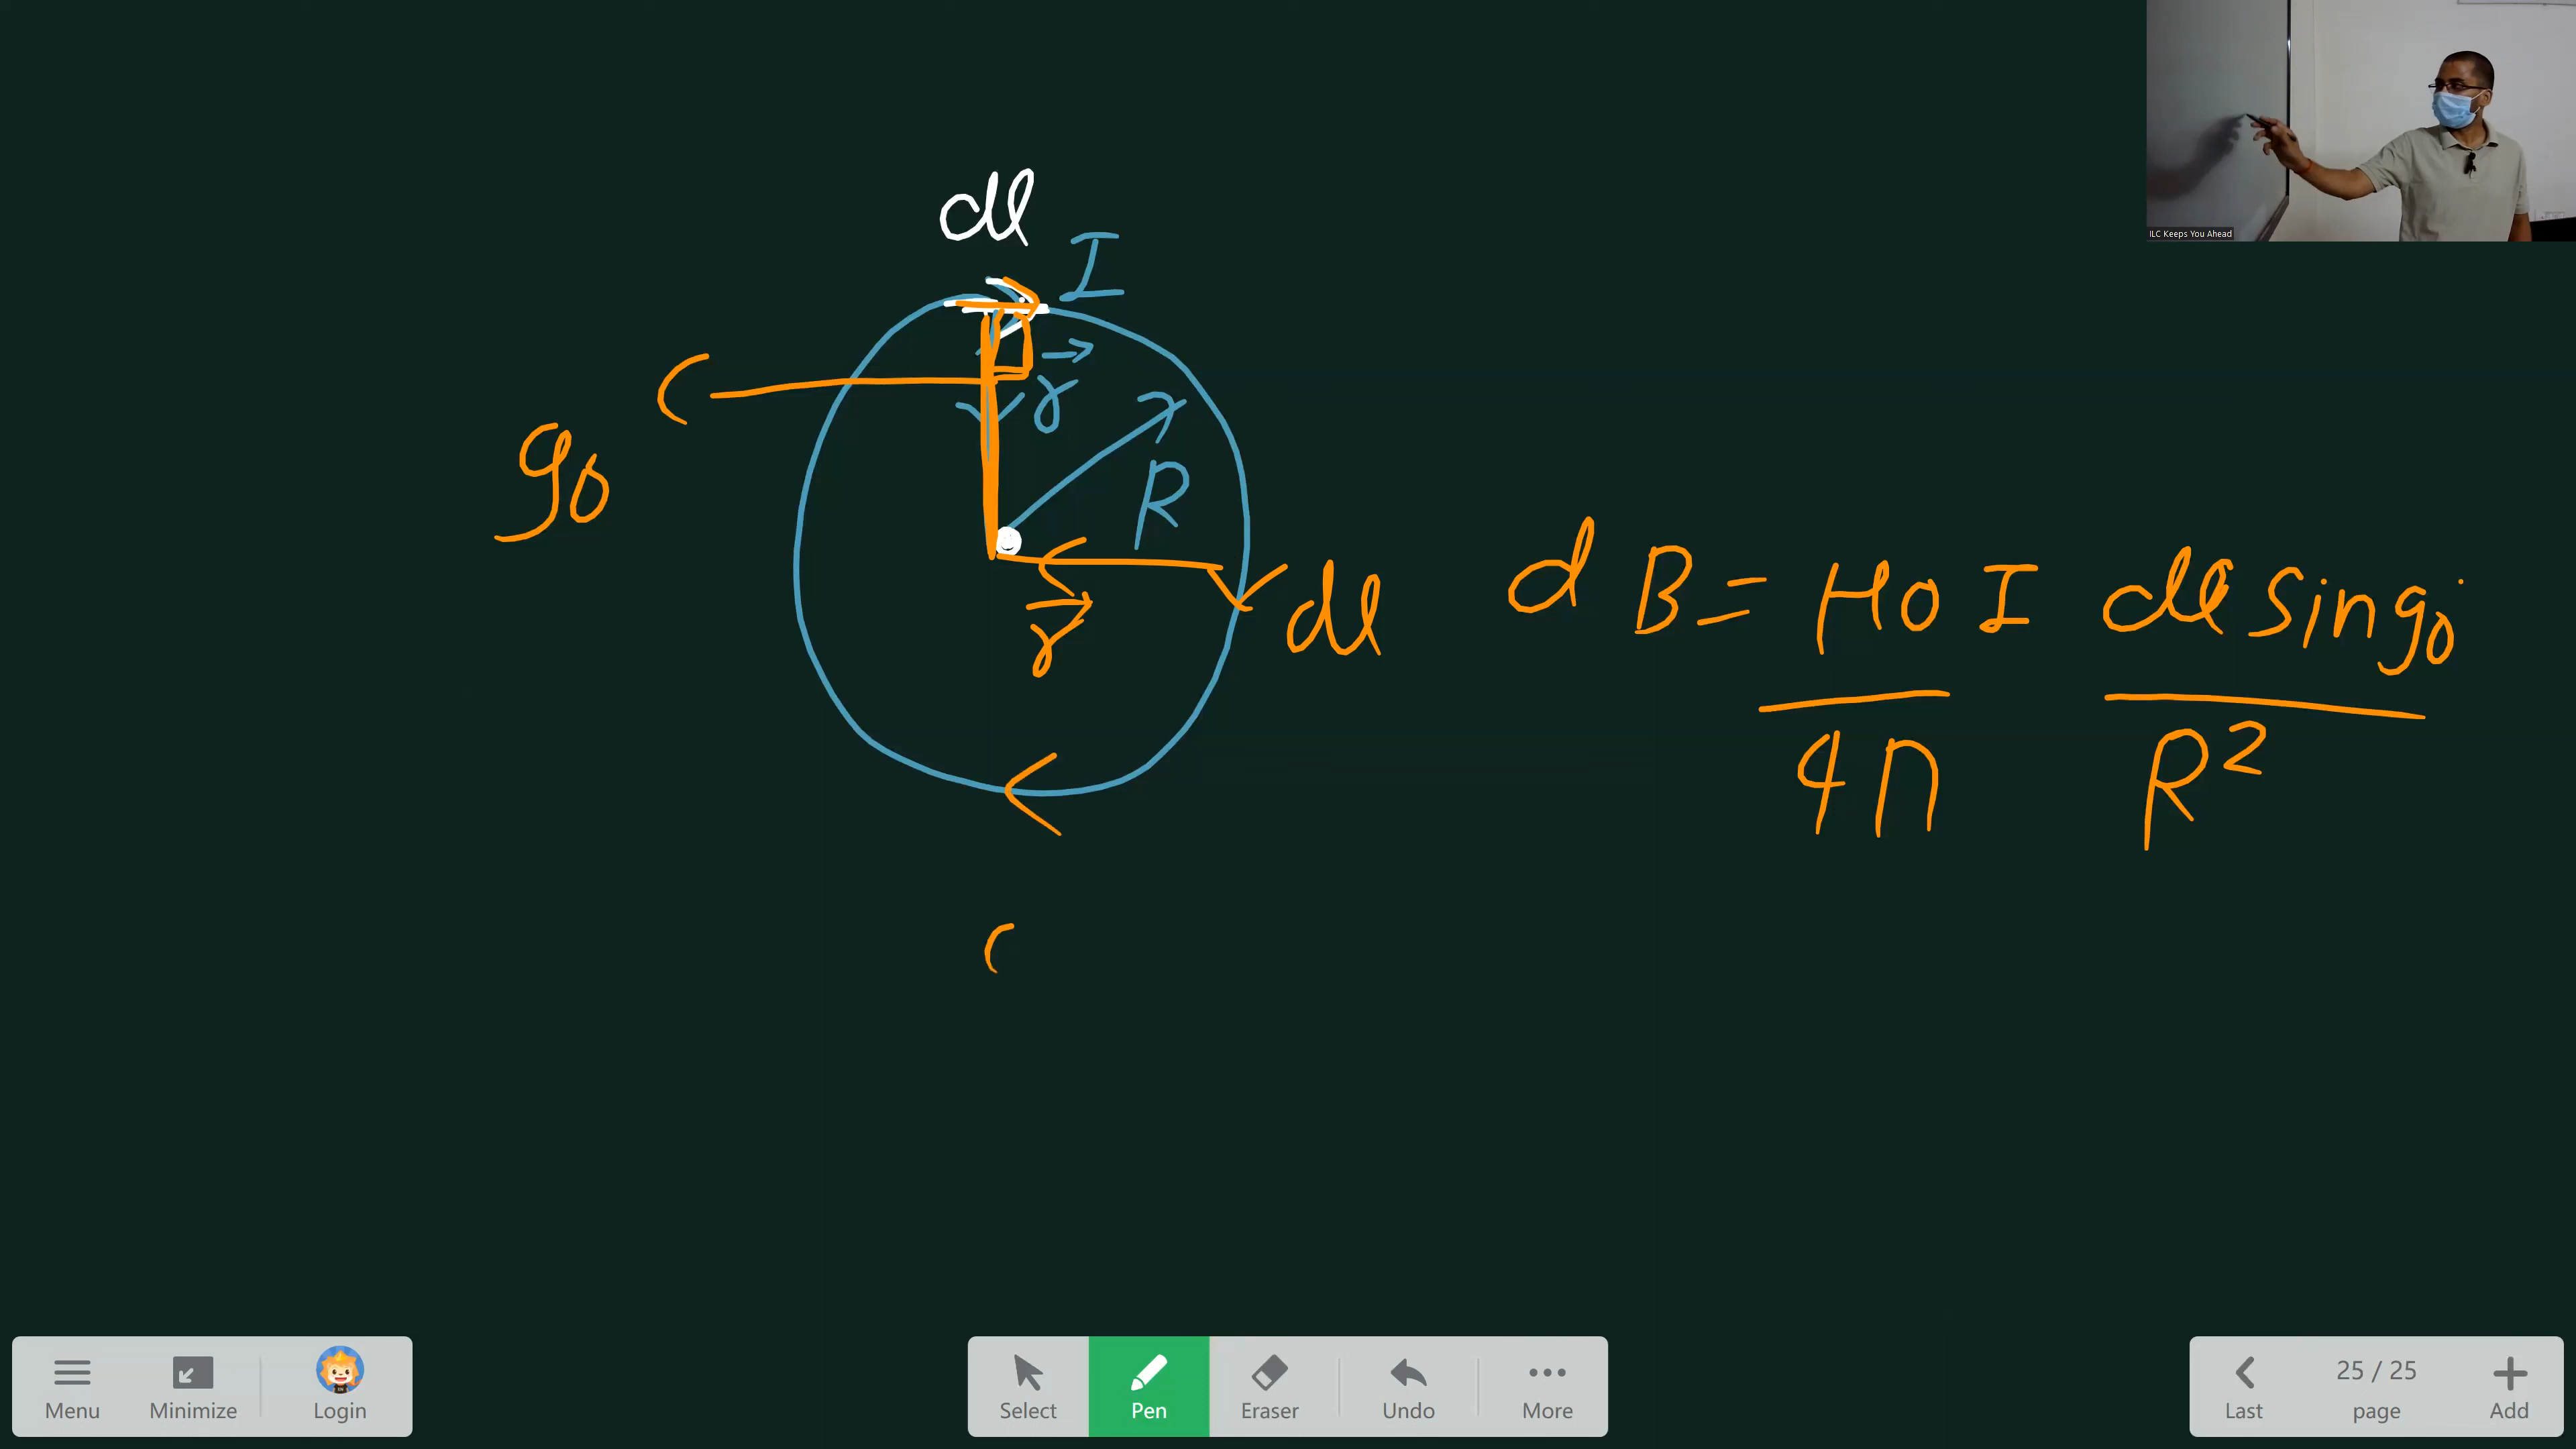 ILC Keeps You Ahead
dl
I
r
R
90
r
dl
dB = μ0 I dl sin90
4π R²
Menu Minimize Login
Select Pen Eraser Undo More
Last 25 / 25 page Add